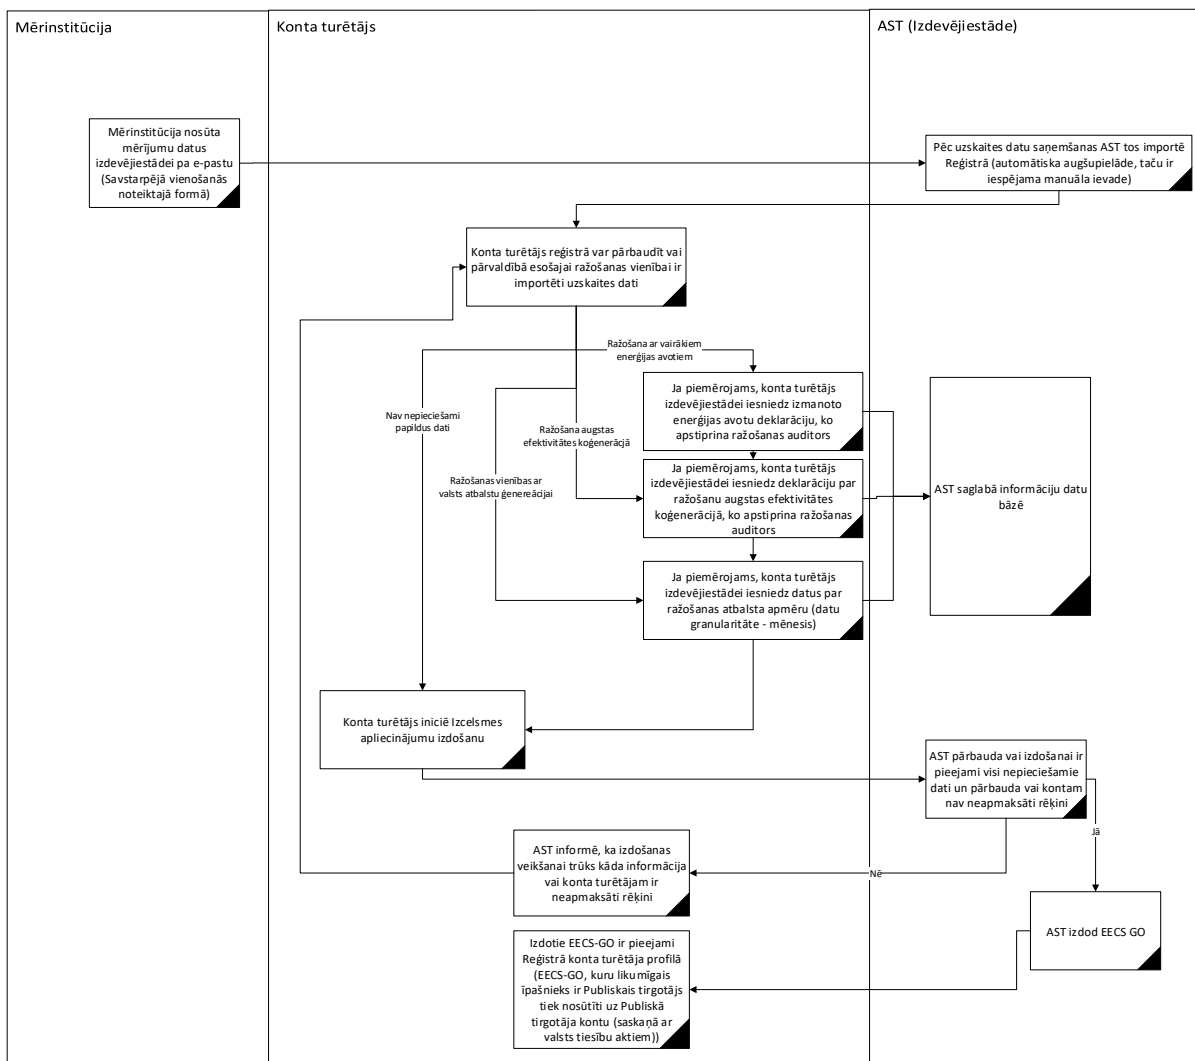 Mērinstitūcija
Konta turētājs
AST (Izdevējiestāde)
Mērinstitūcija nosūta
mērījumu datus
izdevējiestādei pa e-pastu
(Savstarpējā vienošanās
noteiktajā formā)
Pēc uzskaites datu saņemšanas AST tos importē
Reģistrā (automātiska augšupielāde, taču ir
iespējama manuāla ievade)
Konta turētājs reģistrā var pārbaudīt vai
pārvaldībā esošajai ražošanas vienībai ir
importēti uzskaites dati
Ražošana ar vairākiem
enerģijas avotiem
Ja piemērojams, konta turētājs
izdevējiestādei iesniedz izmanoto
enerģijas avotu deklarāciju, ko
apstiprina ražošanas auditors
Nav nepieciešami
papildus dati
Ražošana augstas
efektivitātes koģenerācjā
Ražošanas vienības ar
valsts atbalstu ģenereācijai
Ja piemērojams, konta turētājs
izdevējiestādei iesniedz deklarāciju par
ražošanu augstas efektivitātes
koģenerācijā, ko apstiprina ražošanas
auditors
AST saglabā informāciju datu
bāzē
Ja piemērojams, konta turētājs
izdevējiestādei iesniedz datus par
ražošanas atbalsta apmēru (datu
granularitāte - mēnesis)
Konta turētājs iniciē Izcelsmes
apliecinājumu izdošanu
AST pārbauda vai izdošanai ir
pieejami visi nepieciešamie
dati un pārbauda vai kontam
nav neapmaksāti rēķini
Jā
AST informē, ka izdošanas
veikšanai trūks kāda informācija
vai konta turētājam ir
neapmaksāti rēķini
Nē
AST izdod EECS GO
Izdotie EECS-GO ir pieejami
Reģistrā konta turētāja profilā
(EECS-GO, kuru likumīgais
īpašnieks ir Publiskais tirgotājs
tiek nosūtīti uz Publiskā
tirgotāja kontu (saskaņā ar
valsts tiesību aktiem))